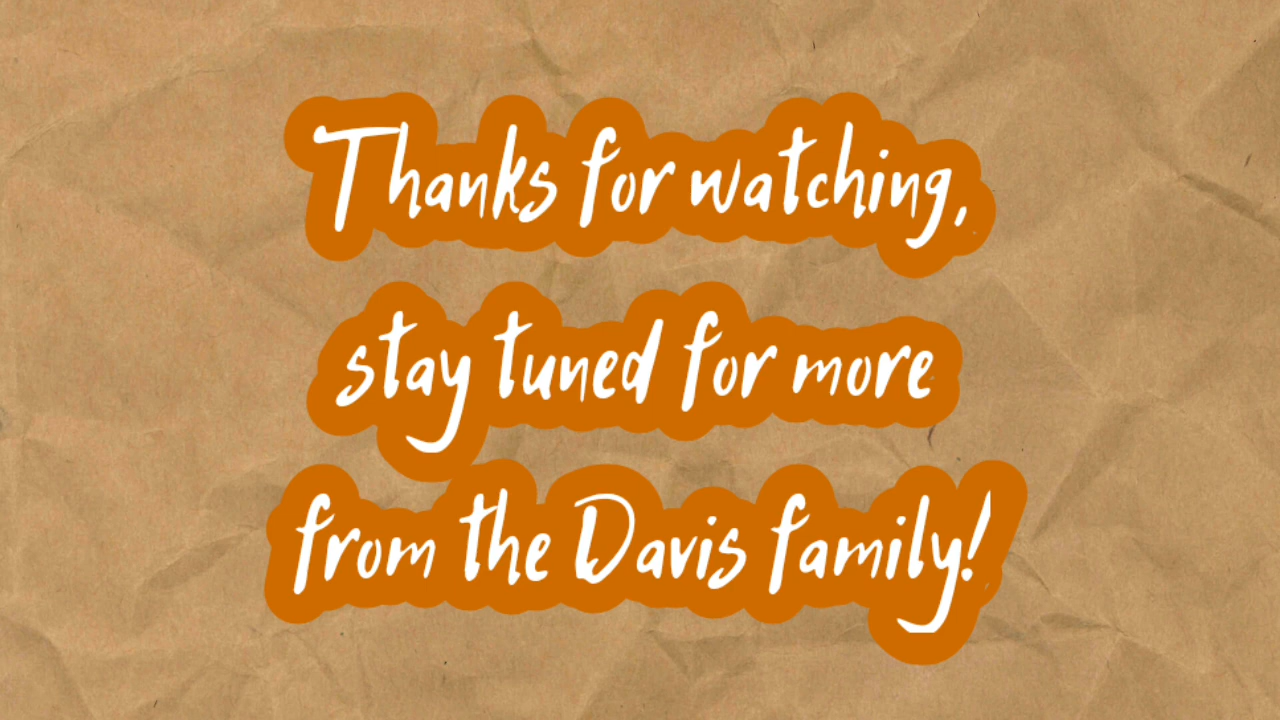 Thanks for watching,
stay tuned for more
from the Davis family!